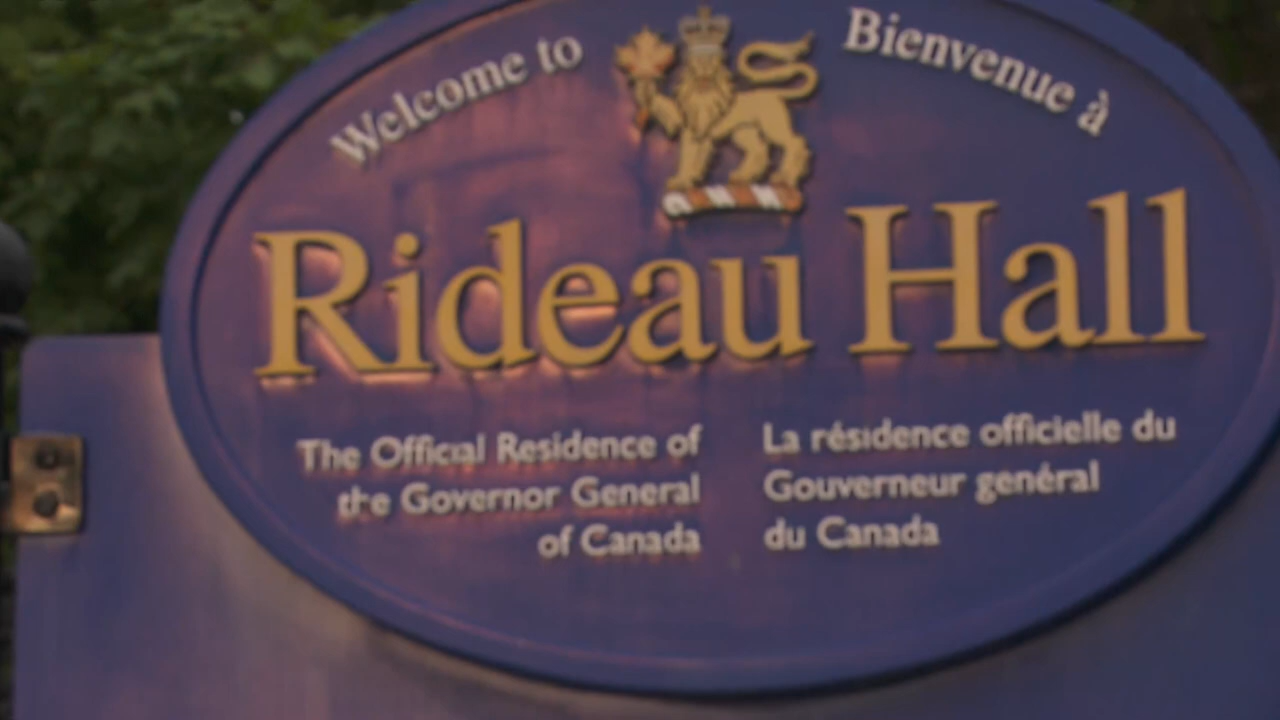 Welcome to
Bienvenue à
Rideau Hall
The Official Residence of
the Governor General
of Canada
La résidence officielle du
Gouverneur général
du Canada